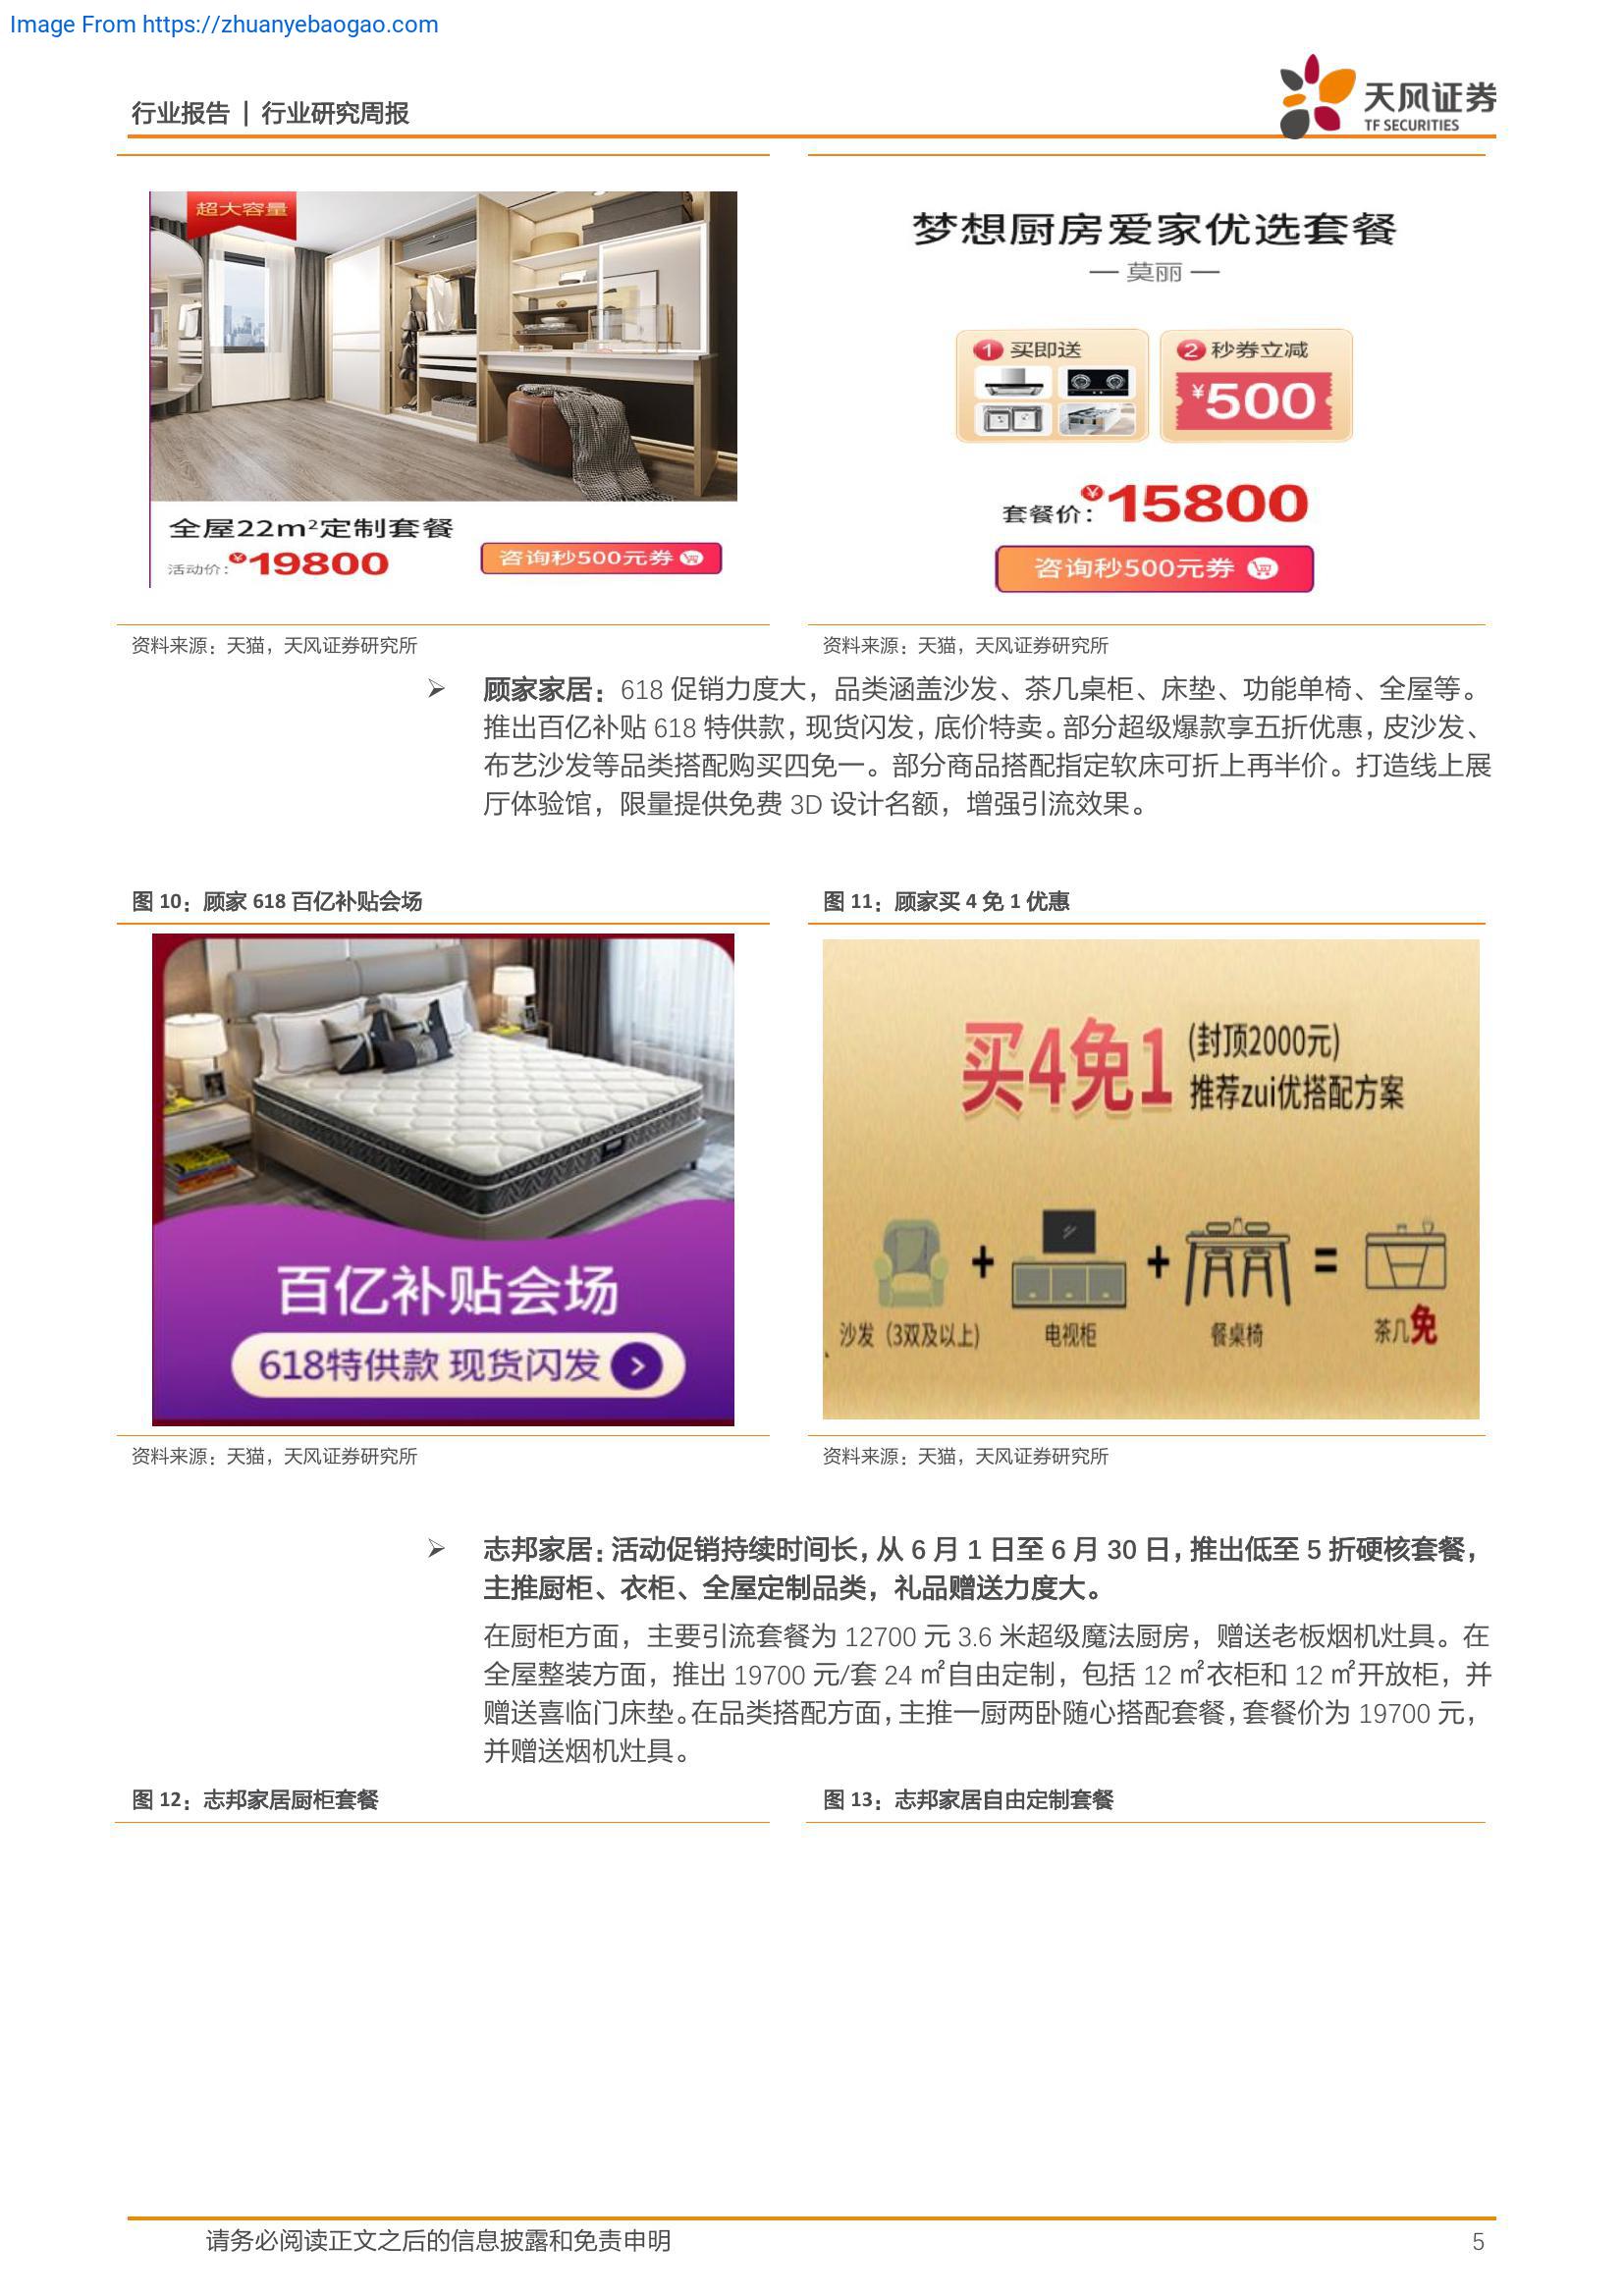 Image From https://zhuanyebaogao.com
行业报告 | 行业研究周报
天风证券
TF SECURITIES
超大容量
全屋22m²定制套餐
活动价：¥19800
咨询秒500元券
梦想厨房爱家优选套餐
— 莫丽 —
1 买即送
2 秒券立减
¥500
套餐价：¥15800
咨询秒500元券
资料来源：天猫，天风证券研究所
资料来源：天猫，天风证券研究所
➢ 顾家家居：618 促销力度大，品类涵盖沙发、茶几桌柜、床垫、功能单椅、全屋等。
推出百亿补贴 618 特供款，现货闪发，底价特卖。部分超级爆款享五折优惠，皮沙发、
布艺沙发等品类搭配购买四免一。部分商品搭配指定软床可折上再半价。打造线上展
厅体验馆，限量提供免费 3D 设计名额，增强引流效果。
图 10：顾家 618 百亿补贴会场
图 11：顾家买 4 免 1 优惠
百亿补贴会场
618特供款 现货闪发 >
买4免1
(封顶2000元)
推荐zui优搭配方案
+ + =
沙发（3双及以上）
电视柜
餐桌椅
茶几免
资料来源：天猫，天风证券研究所
资料来源：天猫，天风证券研究所
➢ 志邦家居：活动促销持续时间长，从 6 月 1 日至 6 月 30 日，推出低至 5 折硬核套餐，
主推厨柜、衣柜、全屋定制品类，礼品赠送力度大。
在厨柜方面，主要引流套餐为 12700 元 3.6 米超级魔法厨房，赠送老板烟机灶具。在
全屋整装方面，推出 19700 元/套 24 ㎡自由定制，包括 12 ㎡衣柜和 12 ㎡开放柜，并
赠送喜临门床垫。在品类搭配方面，主推一厨两卧随心搭配套餐，套餐价为 19700 元，
并赠送烟机灶具。
图 12：志邦家居厨柜套餐
图 13：志邦家居自由定制套餐
请务必阅读正文之后的信息披露和免责申明
5